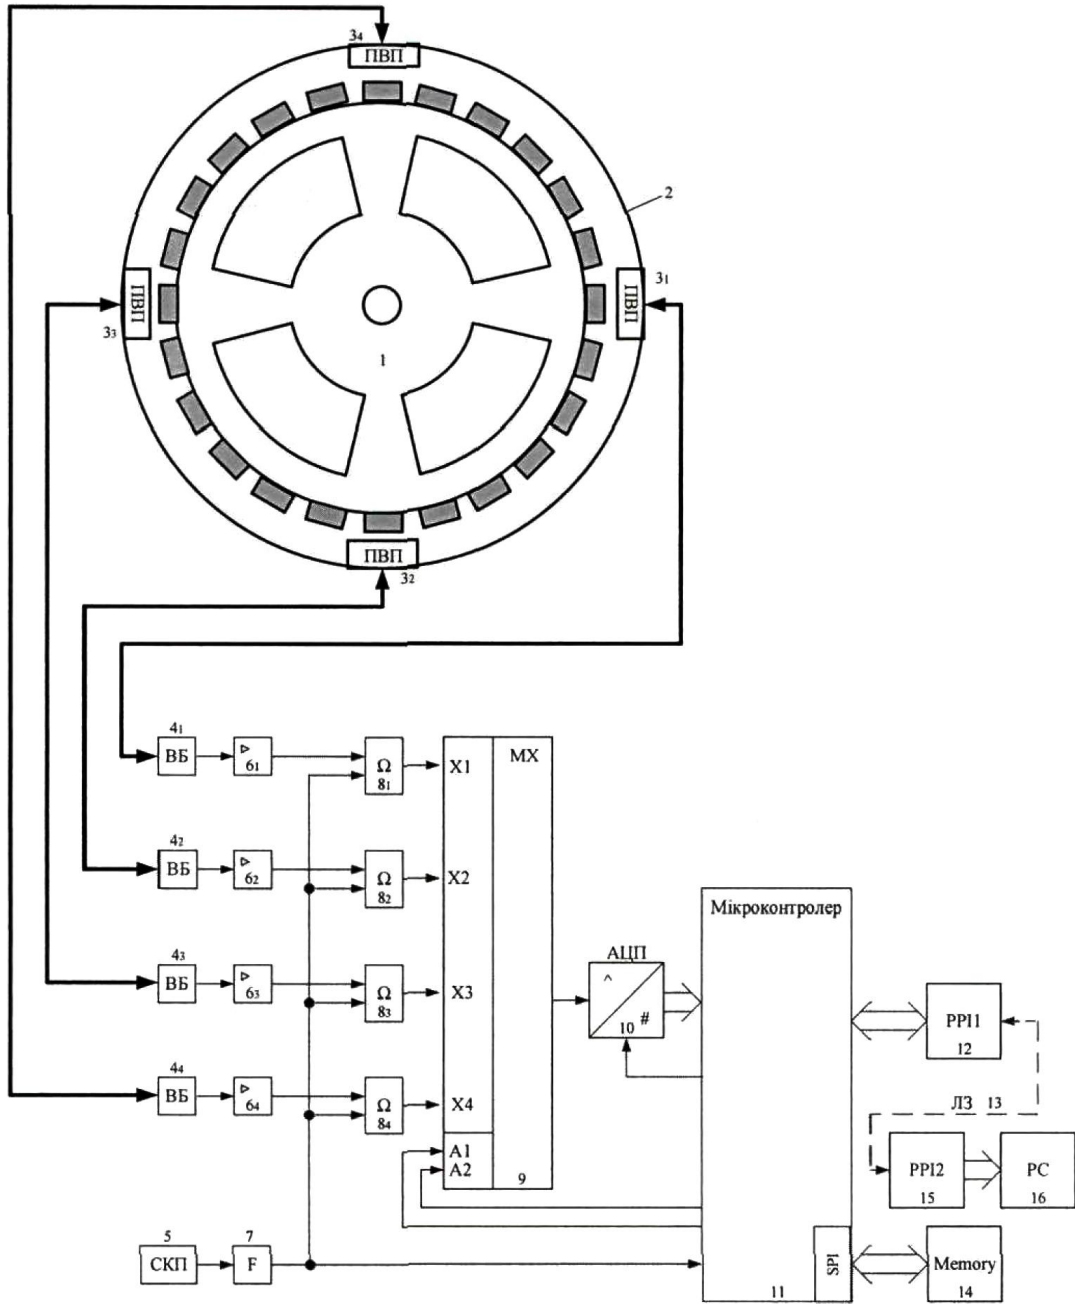 3₄
ПВП
2
3₁
ПВП
ПВП
3₃
1
ПВП
3₂
4₁
ВБ
▷
6₁
Ω
8₁
X1
MX
4₂
ВБ
▷
6₂
Ω
8₂
X2
Мікроконтролер
4₃
ВБ
▷
6₃
Ω
8₃
X3
АЦП
^
#
10
PPI1
12
4₄
ВБ
▷
6₄
Ω
8₄
X4
ЛЗ 13
A1
A2
9
PPI2
15
PC
16
5
СКП
7
F
11
SPI
Memory
14